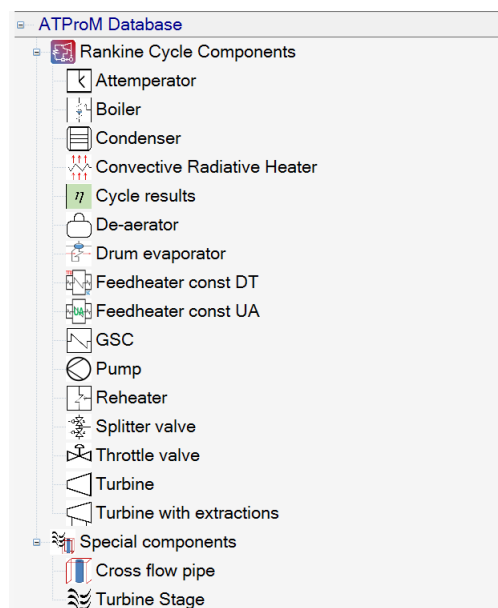 ATProM Database
Rankine Cycle Components
Attemperator
Boiler
Condenser
Convective Radiative Heater
η Cycle results
De-aerator
Drum evaporator
Feedheater const DT
UA Feedheater const UA
GSC
Pump
Reheater
Splitter valve
Throttle valve
Turbine
Turbine with extractions
Special components
Cross flow pipe
Turbine Stage